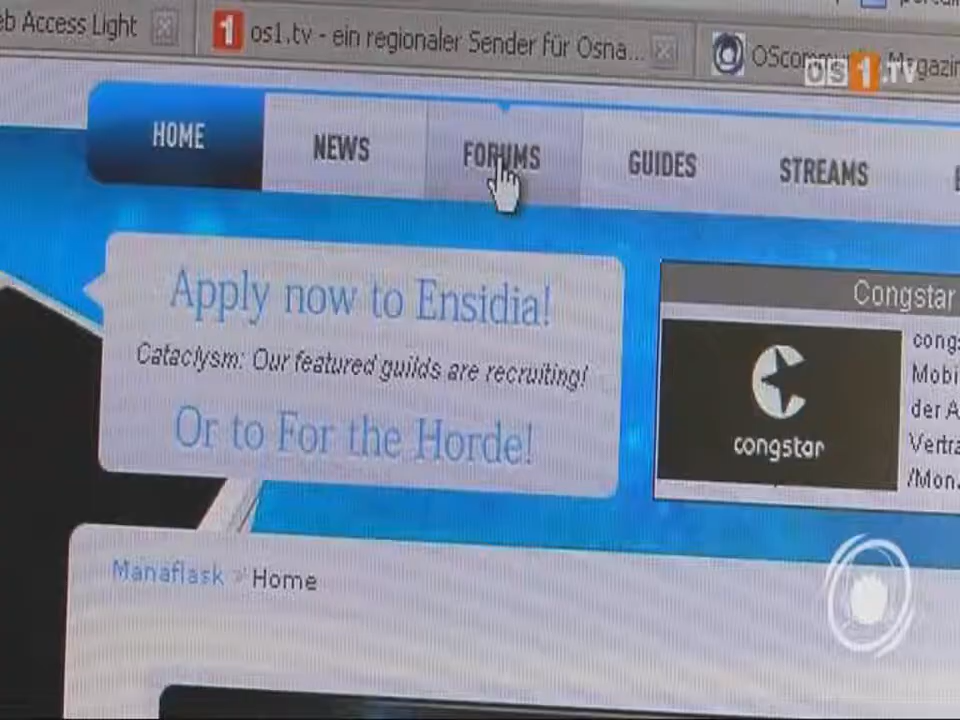 eb Access Light
1 os1.tv - ein regionaler Sender für Osna...
OScommunity Magazin
OS1.TV
HOME
NEWS
FORUMS
GUIDES
STREAMS
Apply now to Ensidia!
Cataclysm: Our featured guilds are recruiting!
Or to For the Horde!
Congstar
congstar
cong
Mobi
der A
Vertra
/Mon.
Manaflask » Home